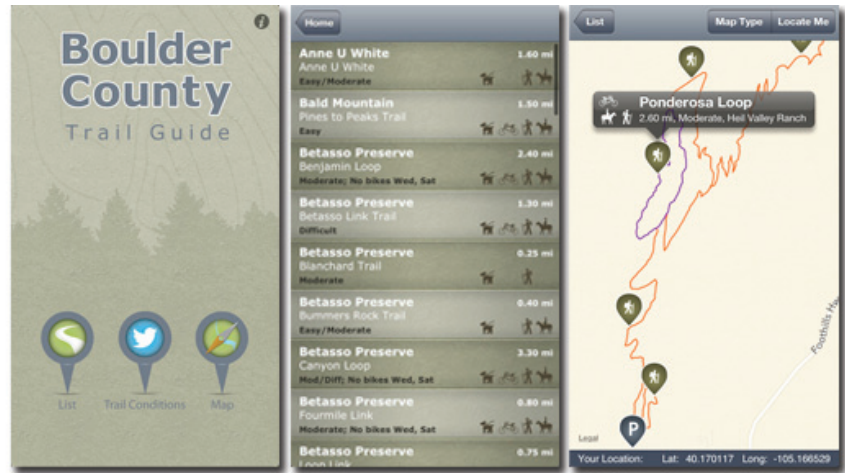 Boulder
County
Trail Guide
List
Trail Conditions
Map
Home
Anne U White
1.60 mi
Anne U White
Easy/Moderate
Bald Mountain
1.50 mi
Pines to Peaks Trail
Easy
Betasso Preserve
2.40 mi
Benjamin Loop
Moderate; No bikes Wed, Sat
Betasso Preserve
1.30 mi
Betasso Link Trail
Difficult
Betasso Preserve
0.25 mi
Blanchard Trail
Moderate
Betasso Preserve
0.40 mi
Bummers Rock Trail
Easy/Moderate
Betasso Preserve
3.30 mi
Canyon Loop
Mod/Diff; No bikes Wed, Sat
Betasso Preserve
0.80 mi
Fourmile Link
Moderate; No bikes Wed, Sat
Betasso Preserve
0.75 mi
Loop Link
List
Map Type
Locate Me
Ponderosa Loop
2.60 mi, Moderate, Heil Valley Ranch
Foothills Hw
P
Legal
Your Location: Lat: 40.170117 Long: -105.166529